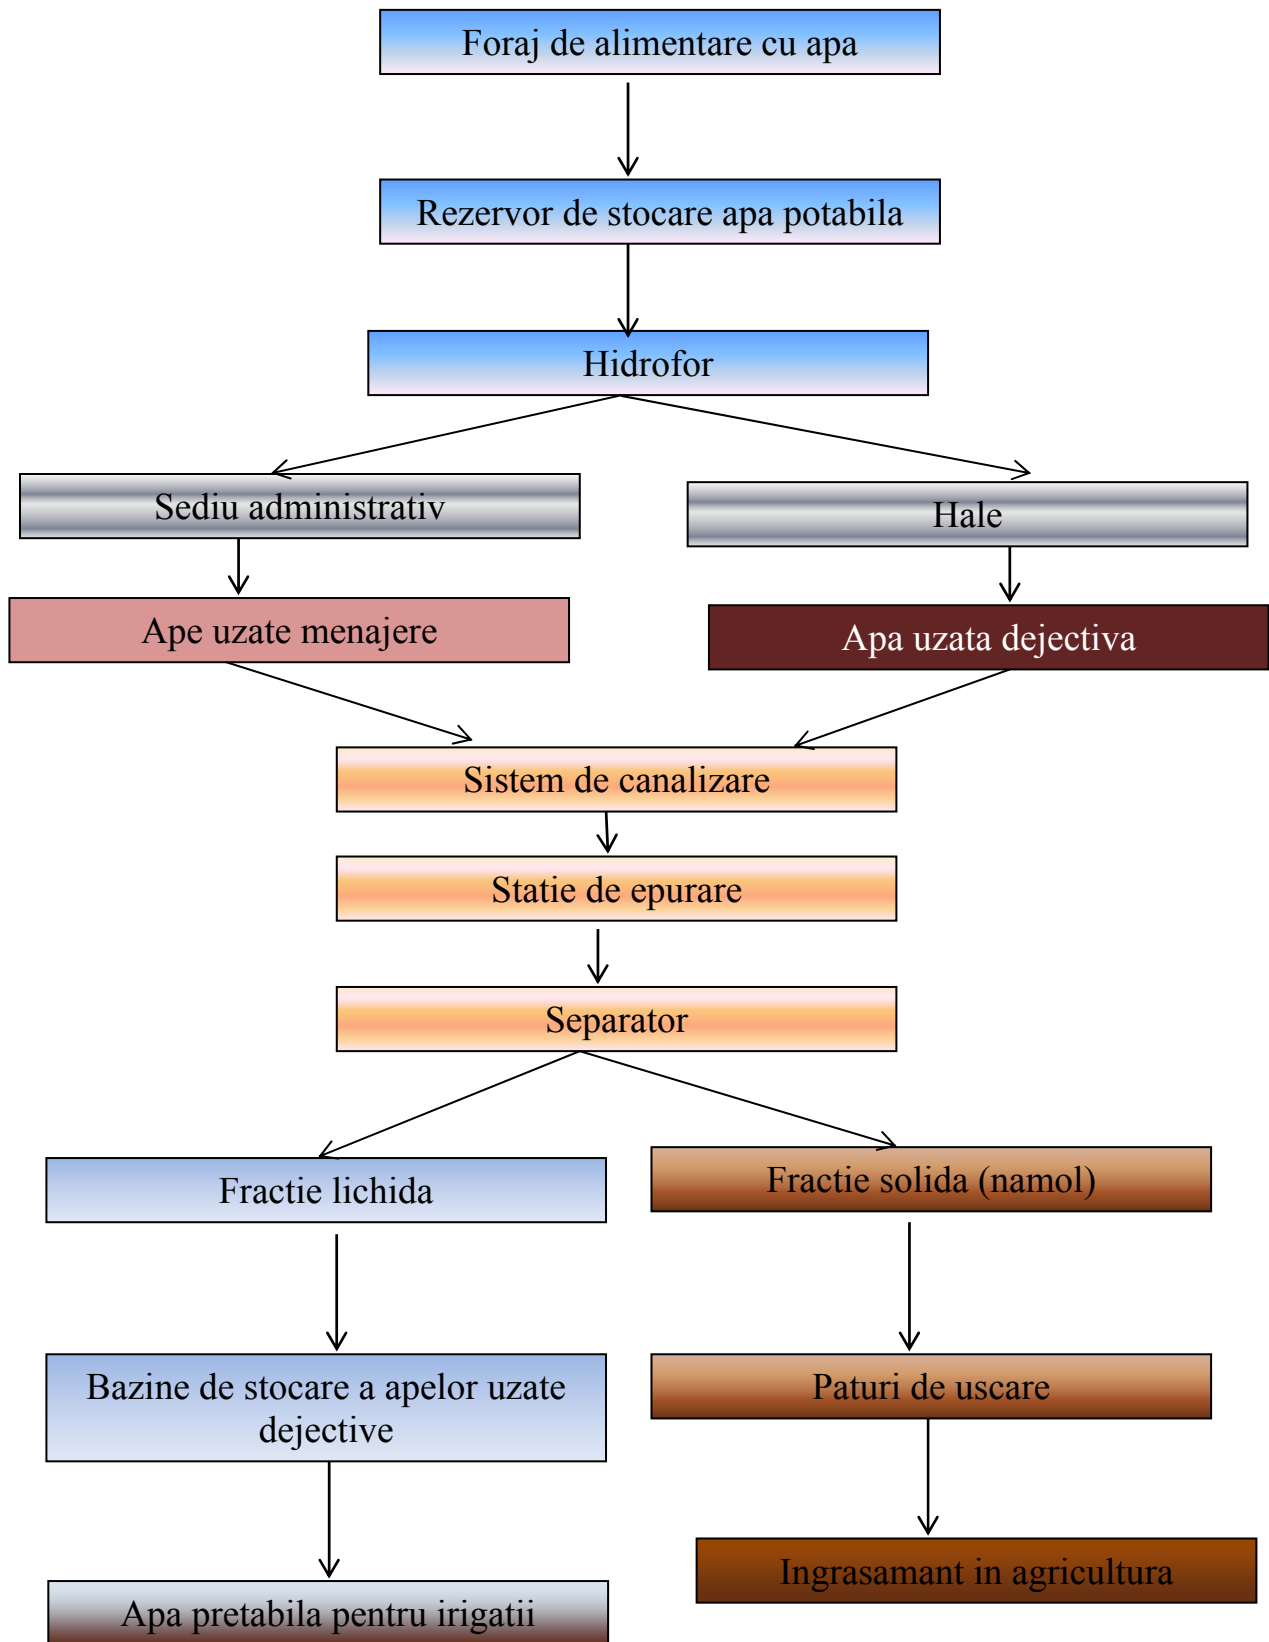 Foraj de alimentare cu apa
Rezervor de stocare apa potabila
Hidrofor
Sediu administrativ
Hale
Ape uzate menajere
Apa uzata dejectiva
Sistem de canalizare
Statie de epurare
Separator
Fractie lichida
Fractie solida (namol)
Bazine de stocare a apelor uzate
dejective
Paturi de uscare
Ingrasamant in agricultura
Apa pretabila pentru irigatii